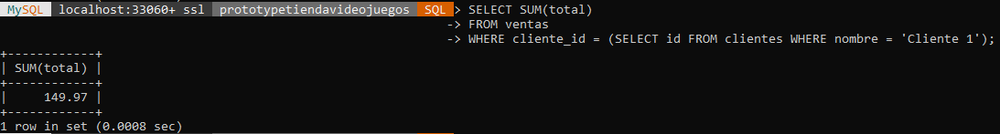 MySQL localhost:33060+ ssl prototypetiendavideojuegos SQL > SELECT SUM(total)
-> FROM ventas
-> WHERE cliente_id = (SELECT id FROM clientes WHERE nombre = 'Cliente 1');
+------------+
| SUM(total) |
+------------+
|     149.97 |
+------------+
1 row in set (0.0008 sec)